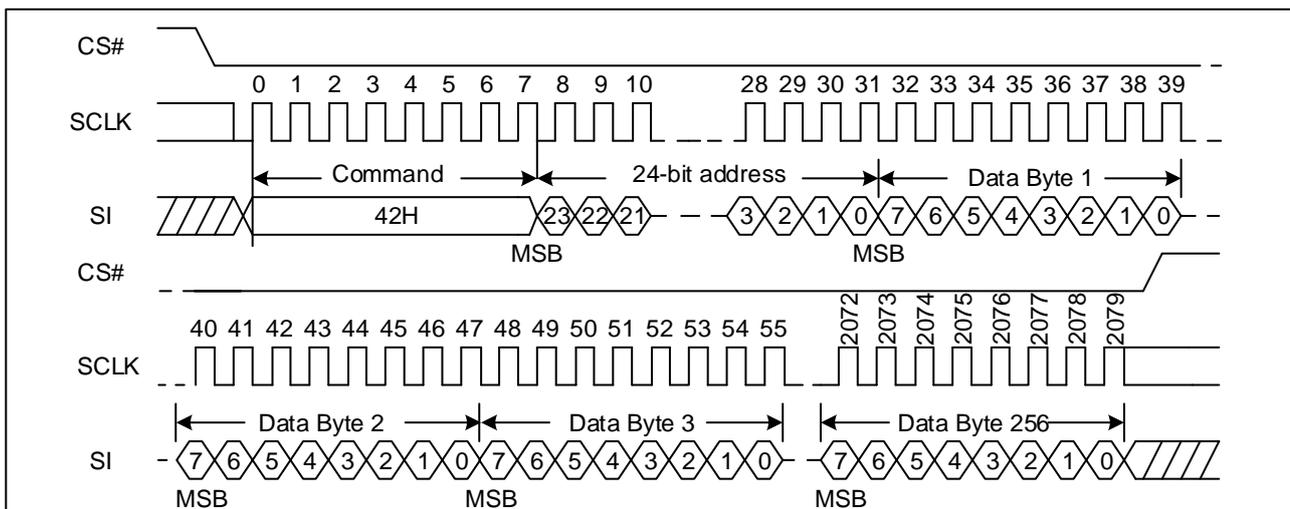 CS#
0 1 2 3 4 5 6 7 8 9 10 28 29 30 31 32 33 34 35 36 37 38 39
SCLK
Command 24-bit address Data Byte 1
SI 42H 23 22 21 3 2 1 0 7 6 5 4 3 2 1 0
MSB MSB
CS#
40 41 42 43 44 45 46 47 48 49 50 51 52 53 54 55 2072 2073 2074 2075 2076 2077 2078 2079
SCLK
Data Byte 2 Data Byte 3 Data Byte 256
SI 7 6 5 4 3 2 1 0 7 6 5 4 3 2 1 0 7 6 5 4 3 2 1 0
MSB MSB MSB